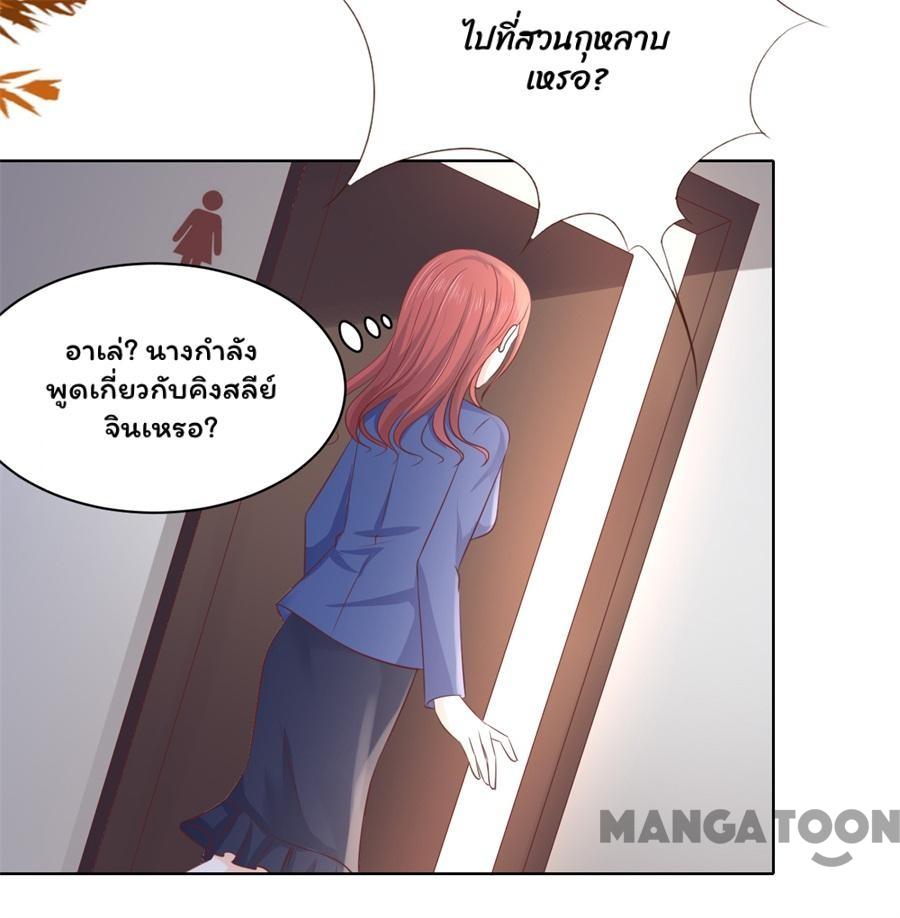 ไปที่สวนกุหลาบ
เหรอ?
อาเล่? นางกำลัง
พูดเกี่ยวกับคิงสลีย์
จินเหรอ?
MANGATOON